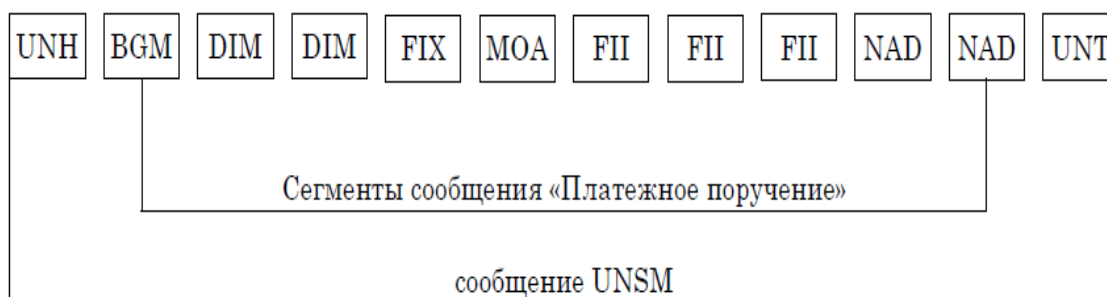 UNH BGM DIM DIM FIX MOA FII FII FII NAD NAD UNT
Сегменты сообщения «Платежное поручение»
сообщение UNSM